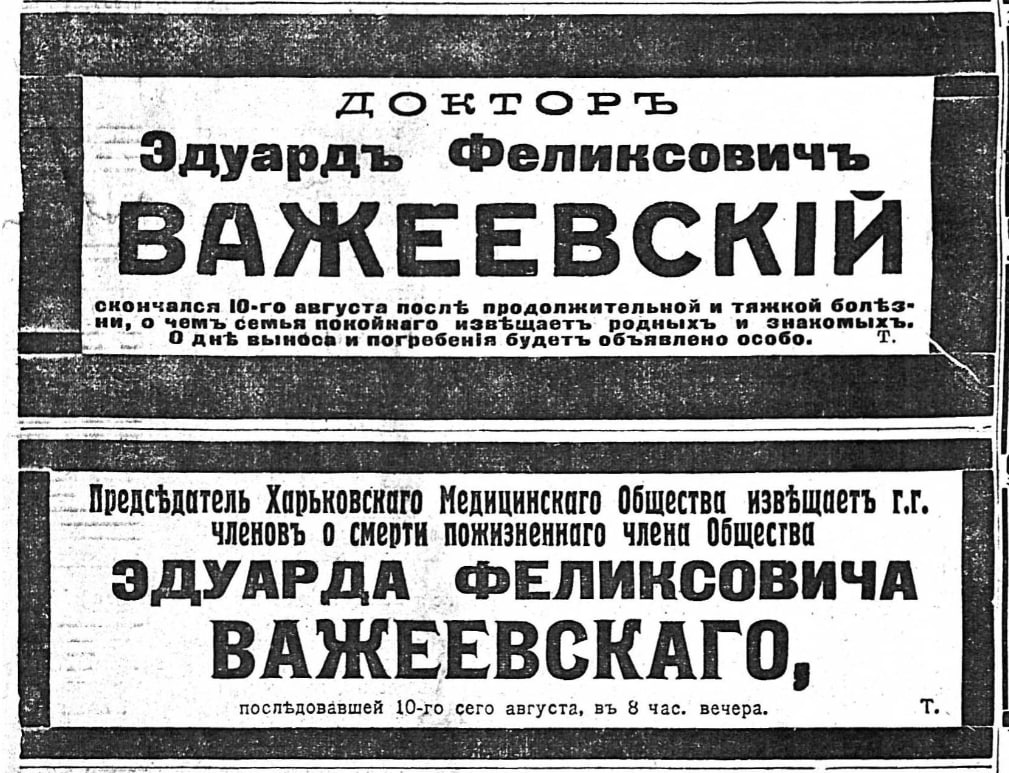 ДОКТОРЪ
Эдуардъ Феликсовичъ
ВАЖЕЕВСКІЙ
скончался 10-го августа послѣ продолжительной и тяжкой болѣз-
ни, о чемъ семья покойнаго извѣщаетъ родныхъ и знакомыхъ.
О днѣ выноса и погребенія будетъ объявлено особо. Т.
Предсѣдатель Харьковскаго Медицинскаго Общества извѣщаетъ г.г.
членовъ о смерти пожизненнаго члена Общества
ЭДУАРДА ФЕЛИКСОВИЧА
ВАЖЕЕВСКАГО,
послѣдовавшей 10-го сего августа, въ 8 час. вечера. Т.